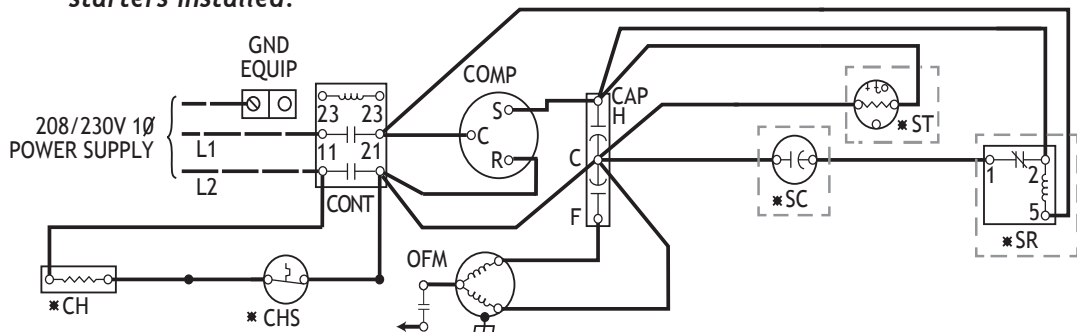 starters installed.
GND
EQUIP
COMP
208/230V 1Ø
POWER SUPPLY
L1
L2
23 23
11 21
CONT
S
C
R
CAP
H
C
F
※ ST
※ SC
1 2
5
※ SR
OFM
※ CH
※ CHS